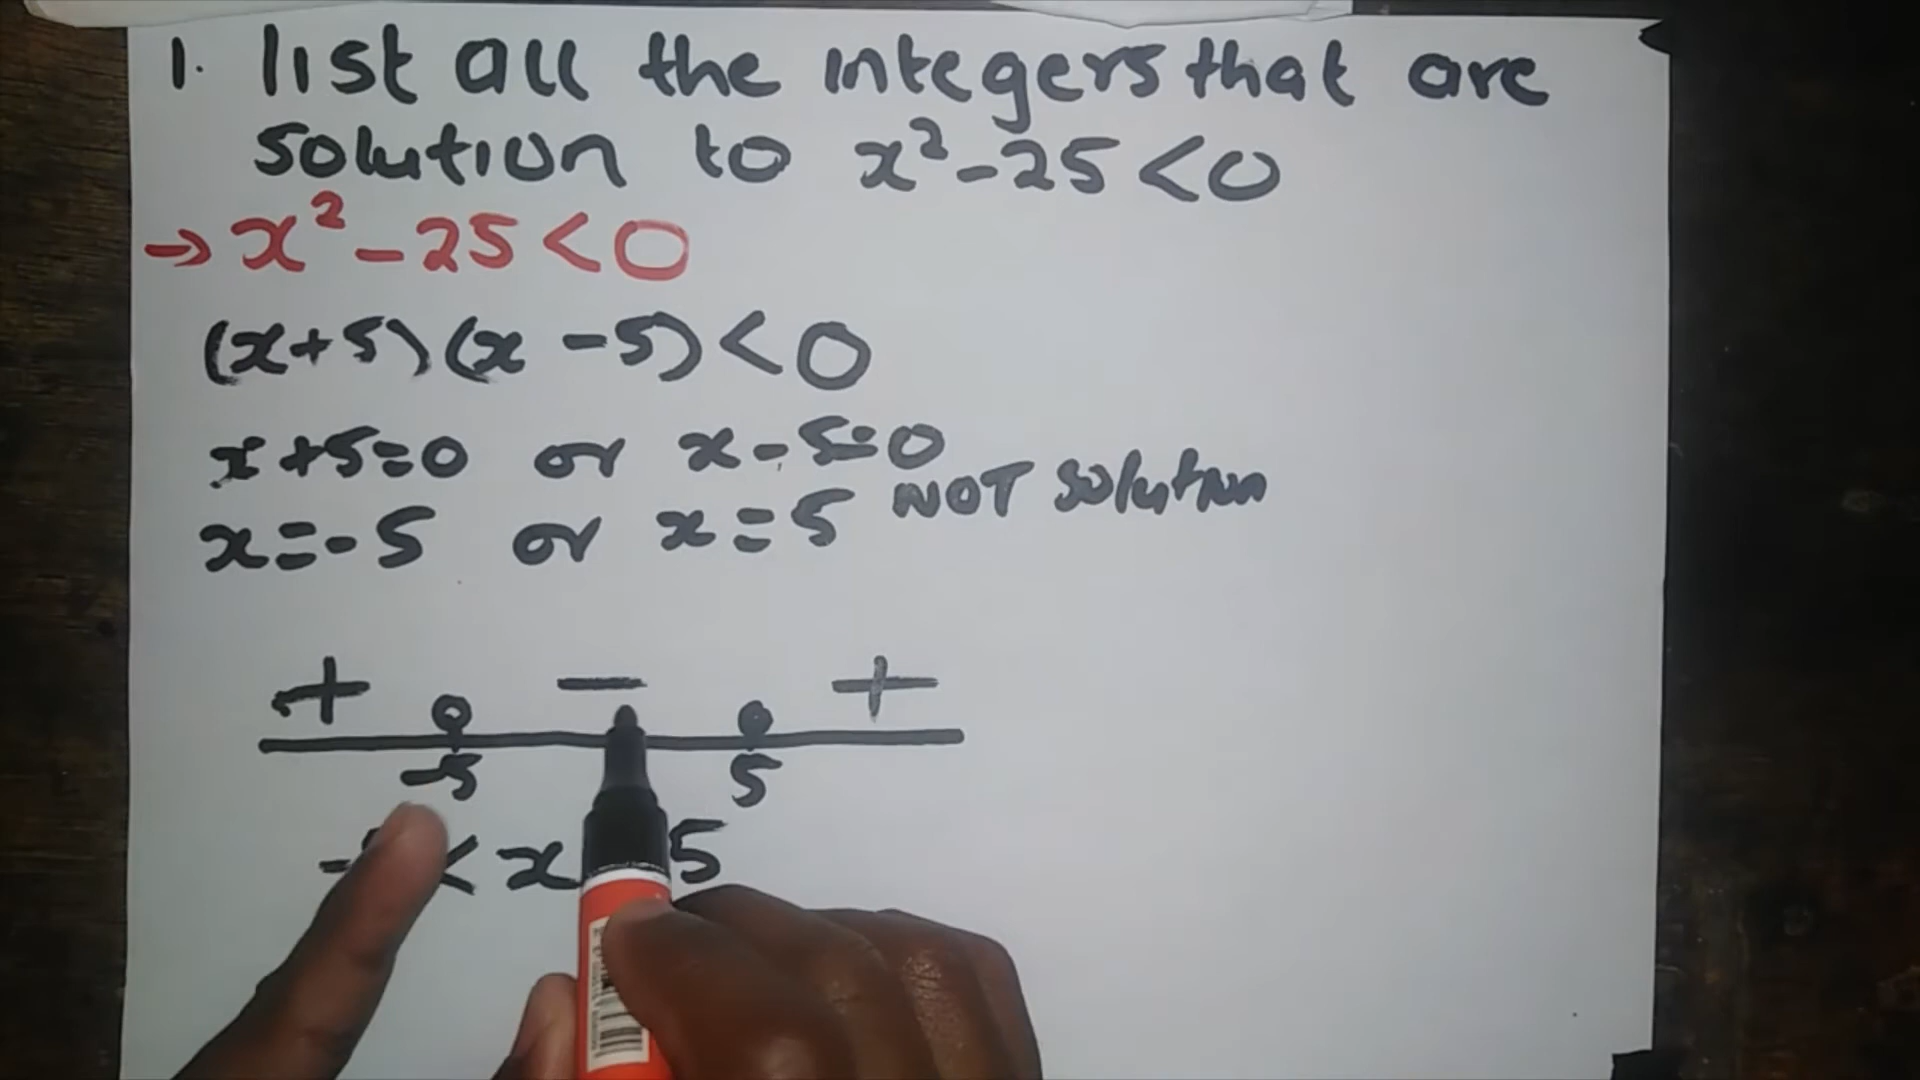 1. list all the integers that are
solution to x²-25<0
→ x²-25<0
(x+5)(x-5)<0
x+5=0 or x-5=0
x=-5 or x=5 NOT solution
+ - +
-5 5
- < x 5